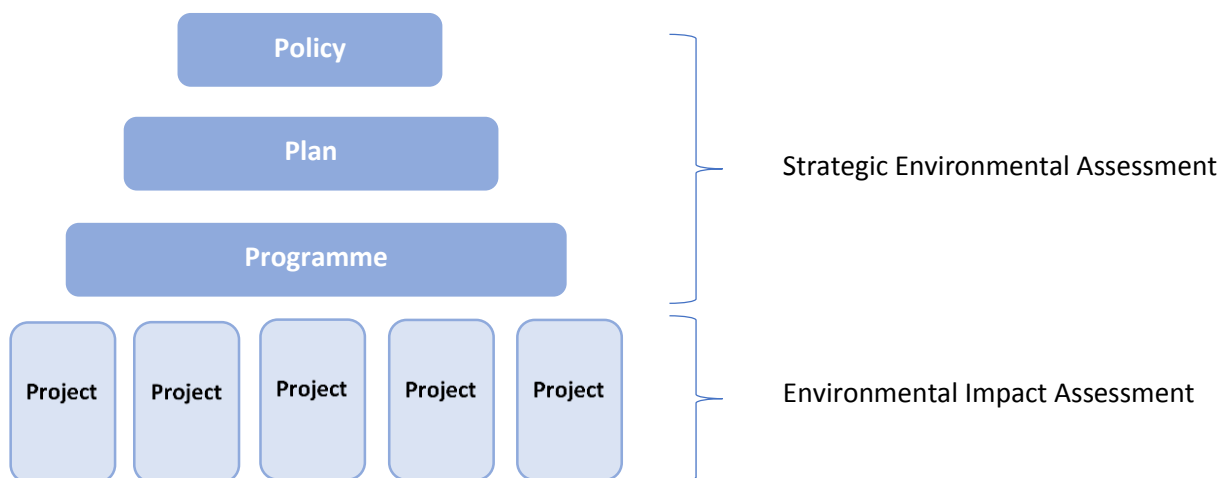 Policy
Plan
Strategic Environmental Assessment
Programme
Project
Project
Project
Project
Project
Environmental Impact Assessment